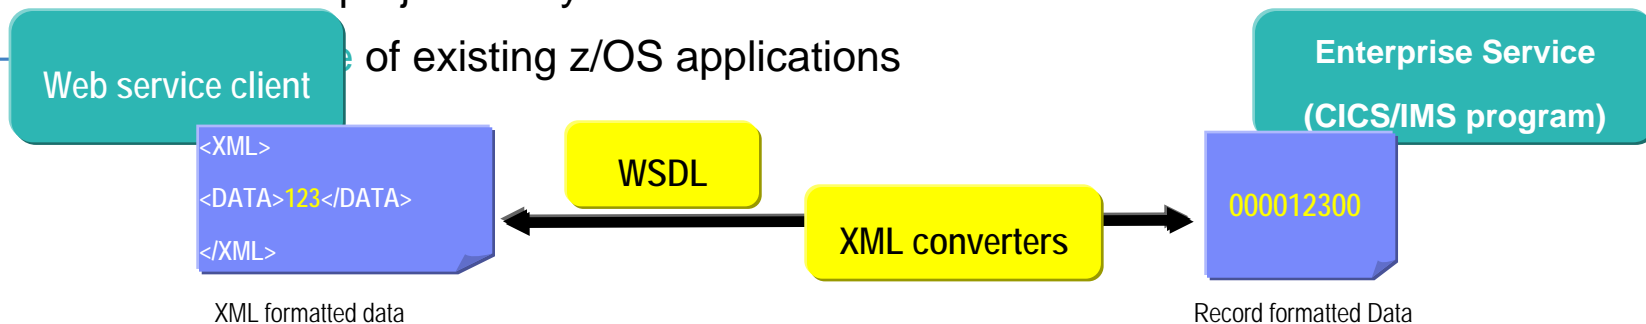 of existing z/OS applications
Web service client
Enterprise Service
(CICS/IMS program)
<XML>
<DATA>123</DATA>
</XML>
WSDL
XML converters
000012300
XML formatted data
Record formatted Data